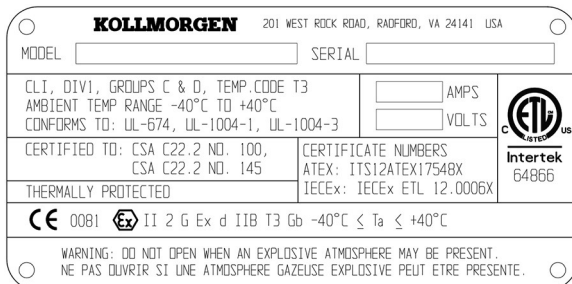 KOLLMORGEN 201 WEST ROCK ROAD, RADFORD, VA 24141 USA
MODEL SERIAL
CLI, DIV1, GROUPS C & D, TEMP.CODE T3
AMBIENT TEMP RANGE -40°C TO +40°C
CONFORMS TO: UL-674, UL-1004-1, UL-1004-3
AMPS
VOLTS
CERTIFIED TO: CSA C22.2 NO. 100,
CSA C22.2 NO. 145
THERMALLY PROTECTED
CERTIFICATE NUMBERS
ATEX: ITS12ATEX17548X
IECEx: IECEx ETL 12.0006X
ETL
LISTED
C US
Intertek
64866
CE 0081 Ex II 2 G Ex d IIB T3 Gb -40°C ≤ Ta ≤ +40°C
WARNING: DO NOT OPEN WHEN AN EXPLOSIVE ATMOSPHERE MAY BE PRESENT.
NE PAS OUVRIR SI UNE ATMOSPHERE GAZEUSE EXPLOSIVE PEUT ETRE PRESENTE.